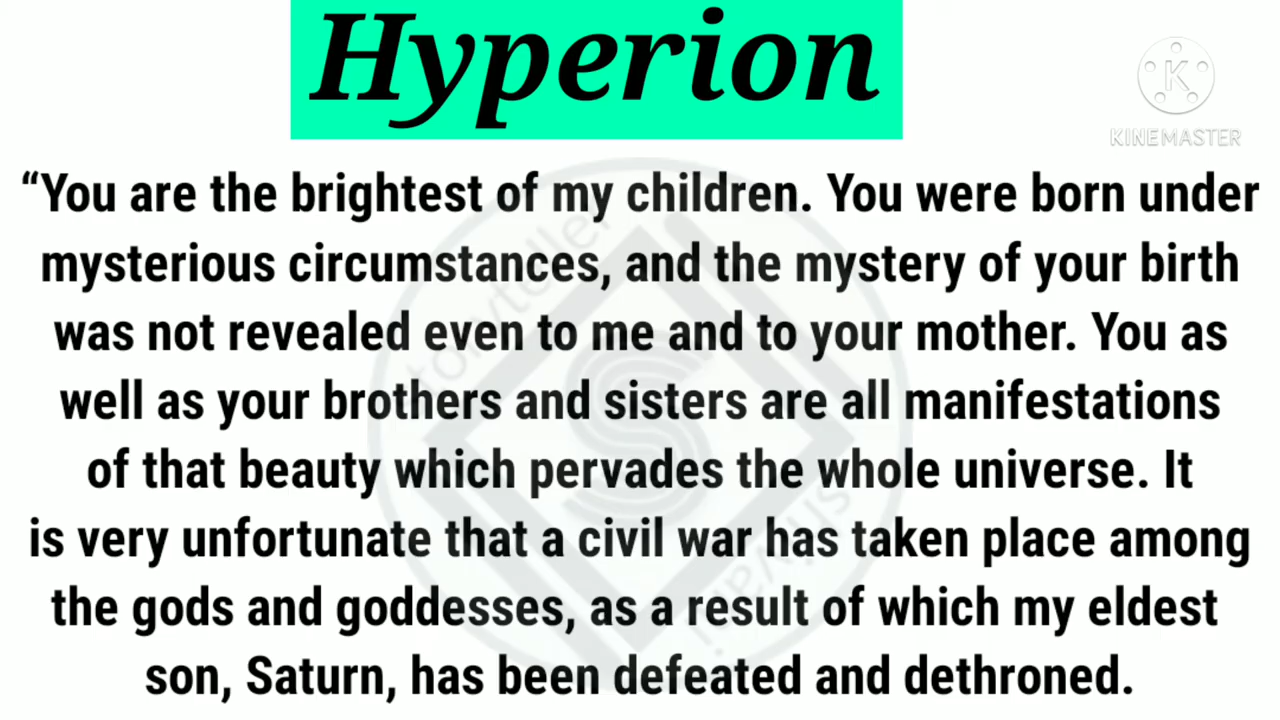 Hyperion
KINEMASTER
“You are the brightest of my children. You were born under
mysterious circumstances, and the mystery of your birth
was not revealed even to me and to your mother. You as
well as your brothers and sisters are all manifestations
of that beauty which pervades the whole universe. It
is very unfortunate that a civil war has taken place among
the gods and goddesses, as a result of which my eldest
son, Saturn, has been defeated and dethroned.